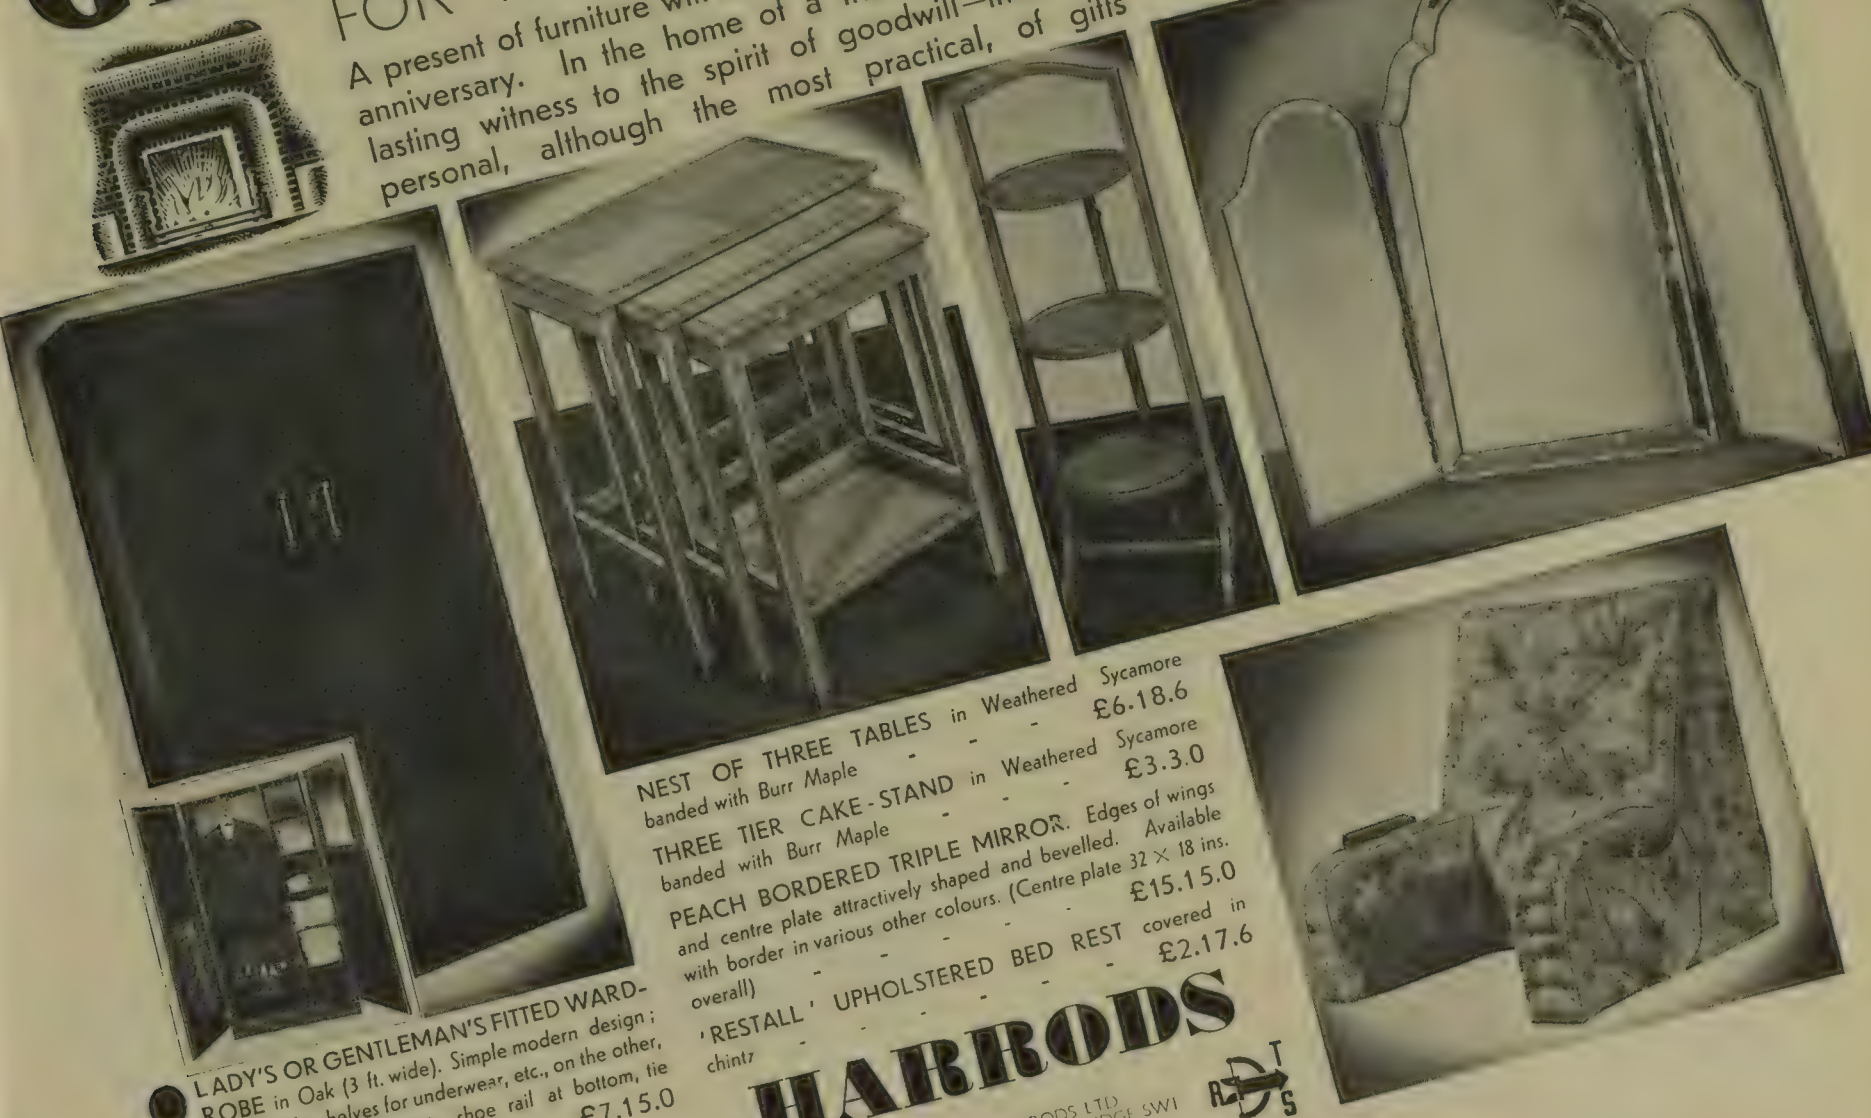 FOR
A present of furniture
anniversary. In the home of a
lasting witness to the spirit of goodwill—
personal, although the most practical, of gifts
NEST OF THREE TABLES in Weathered Sycamore
banded with Burr Maple - - - £6.18.6
THREE TIER CAKE-STAND in Weathered Sycamore
banded with Burr Maple - - - £3.3.0
PEACH BORDERED TRIPLE MIRROR. Edges of wings
and centre plate attractively shaped and bevelled. Available
with border in various other colours. (Centre plate 32 × 18 ins.
overall) - - - - - £15.15.0
'RESTALL' UPHOLSTERED BED REST covered in
chintz - - - - - £2.17.6
LADY'S OR GENTLEMAN'S FITTED WARD-
ROBE in Oak (3 ft. wide). Simple modern design;
shelves for underwear, etc., on the other,
shoe rail at bottom, tie
£7.15.0
HARRODS
LTD
SW1
R T S